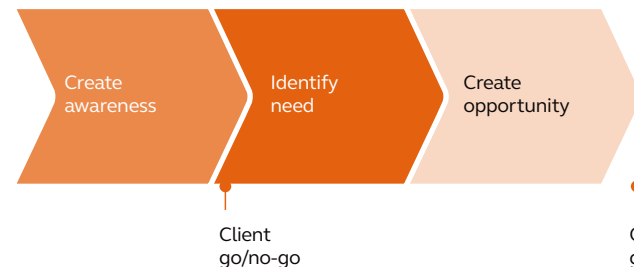 Create
awareness
Identify
need
Create
opportunity
Client
go/no-go